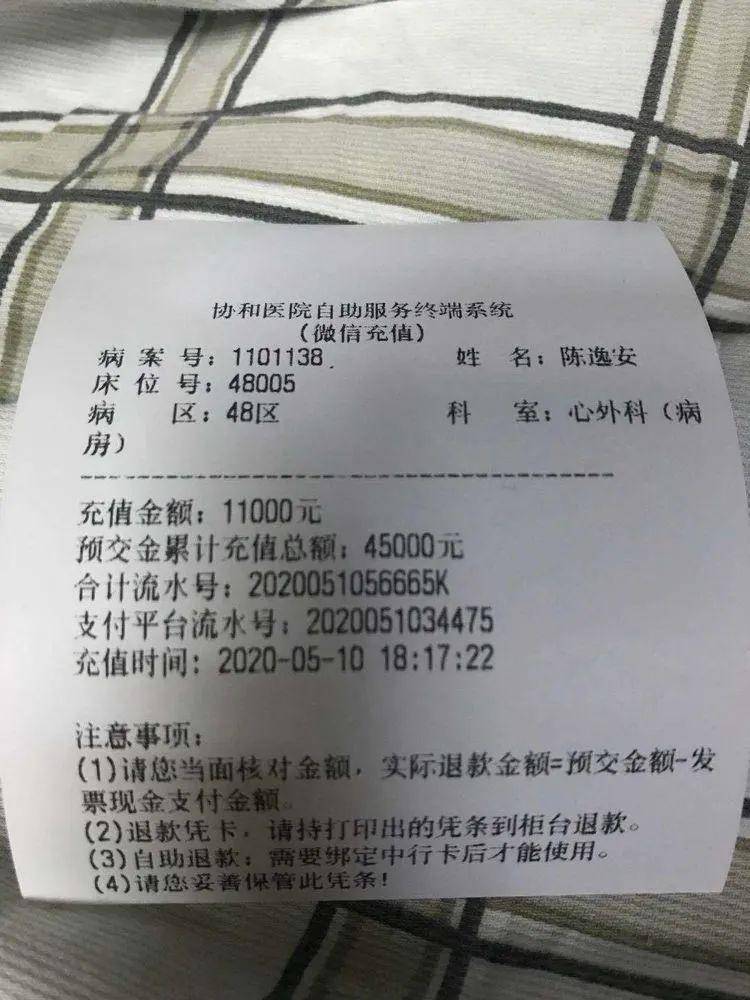 协和医院自助服务终端系统
(微信充值)
病 案 号：1101138 姓 名：陈逸安
床 位 号：48005
病 区：48区 科 室：心外科（病
房）
充值金额：11000元
预交金累计充值总额：45000元
合计流水号：2020051056665K
支付平台流水号：2020051034475
充值时间：2020-05-10 18:17:22
注意事项：
(1)请您当面核对金额，实际退款金额=预交金额-发
票现金支付金额。
(2)退款凭卡，请持打印出的凭条到柜台退款。
(3)自助退款：需要绑定中行卡后才能使用。
(4)请您妥善保管此凭条!